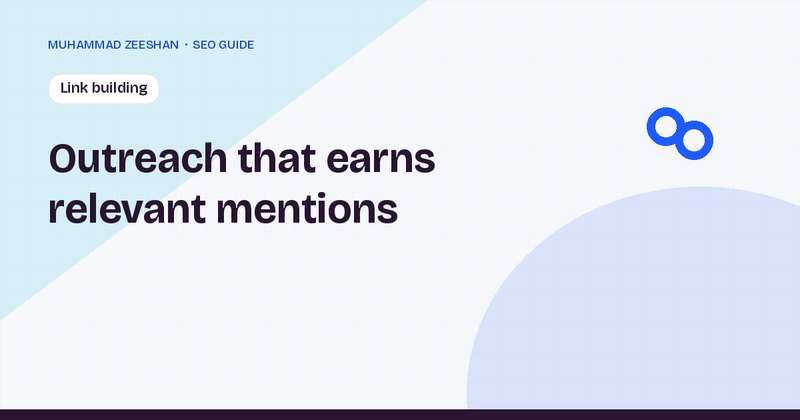 MUHAMMAD ZEESHAN · SEO GUIDE
Link building
Outreach that earns
relevant mentions